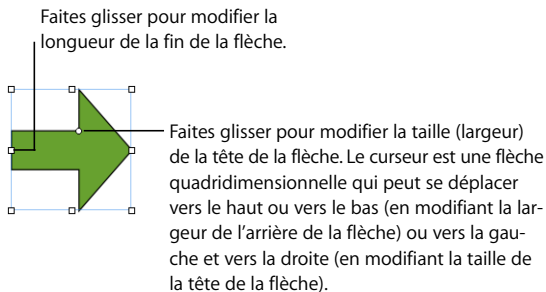 Faites glisser pour modifier la
longueur de la fin de la flèche.
Faites glisser pour modifier la taille (largeur)
de la tête de la flèche. Le curseur est une flèche
quadridimensionnelle qui peut se déplacer
vers le haut ou vers le bas (en modifiant la lar-
geur de l’arrière de la flèche) ou vers la gau-
che et vers la droite (en modifiant la taille de
la tête de la flèche).